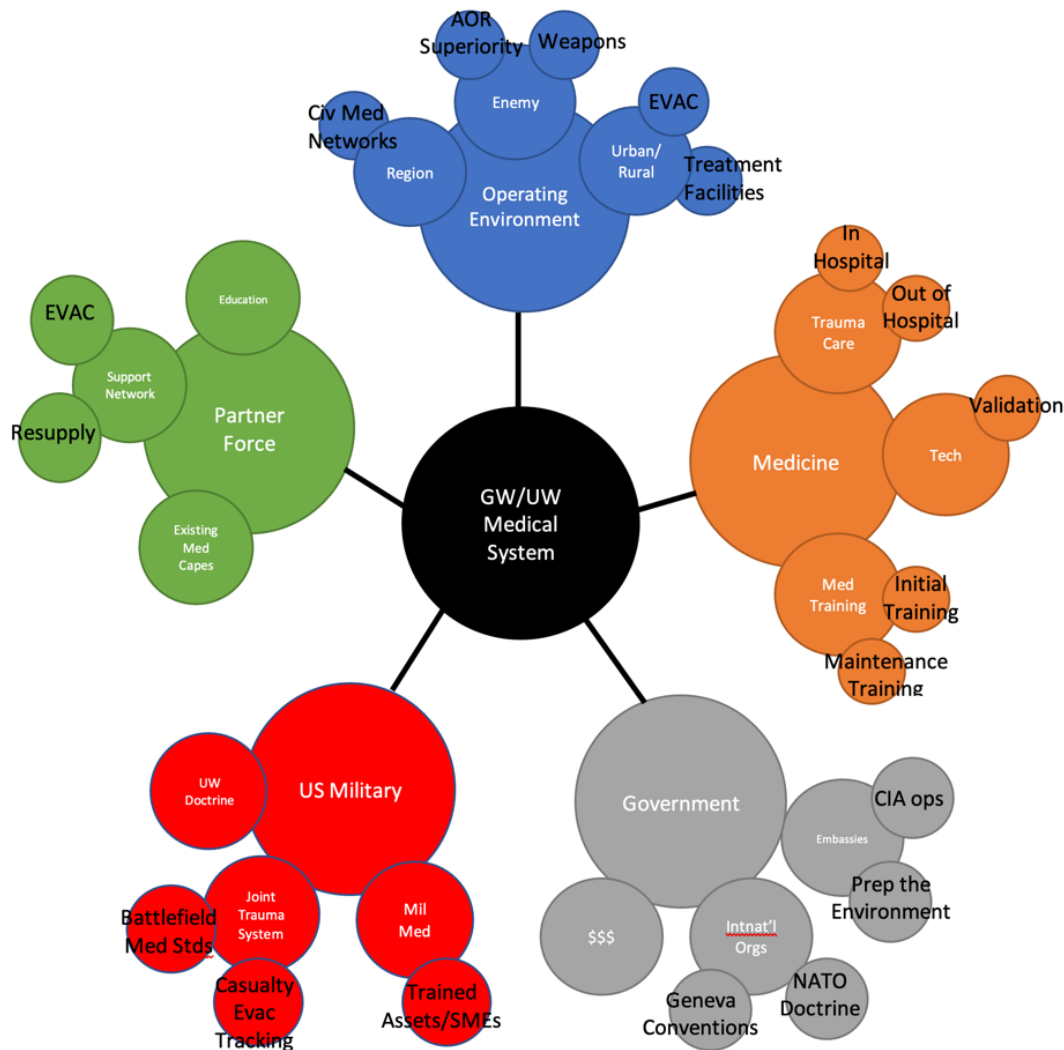 AOR
Superiority
Weapons
Enemy
EVAC
Civ Med
Networks
Region
Urban/
Rural
Treatment
Facilities
Operating
Environment
In
Hospital
Out of
Hospital
Trauma
Care
Validation
Tech
Medicine
Med
Training
Initial
Training
Maintenance
Training
Education
EVAC
Support
Network
Resupply
Partner
Force
Existing
Med
Capes
GW/UW
Medical
System
US Military
UW
Doctrine
Joint
Trauma
System
Battlefield
Med Stds
Casualty
Evac
Tracking
Mil
Med
Trained
Assets/SMEs
Government
CIA ops
Embassies
Prep the
Environment
$$$
Intnat'l
Orgs
Geneva
Conventions
NATO
Doctrine